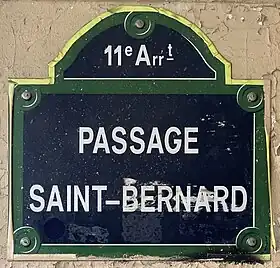 11e Arrt
PASSAGE
SAINT-BERNARD